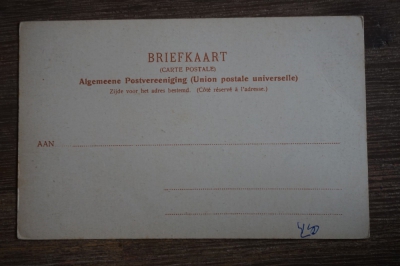 BRIEFKAART
(CARTE POSTALE)
Algemeene Postvereeniging (Union postale universelle)
Zijde voor het adres bestemd. (Côté réservé à l'adresse.)
AAN